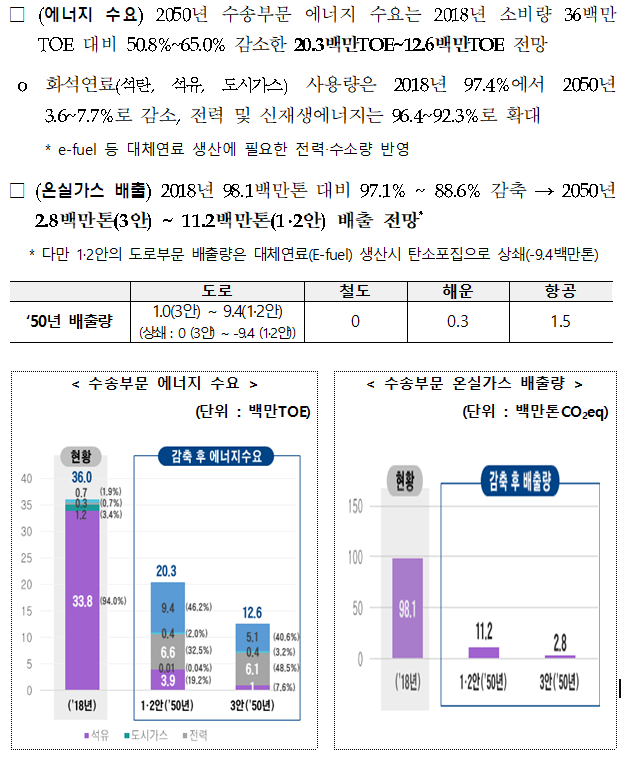 □ (에너지 수요) 2050년 수송부문 에너지 수요는 2018년 소비량 36백만
TOE 대비 50.8%~65.0% 감소한 20.3백만TOE~12.6백만TOE 전망
o 화석연료(석탄, 석유, 도시가스) 사용량은 2018년 97.4%에서 2050년
3.6~7.7%로 감소, 전력 및 신재생에너지는 96.4~92.3%로 확대
* e-fuel 등 대체연료 생산에 필요한 전력·수소량 반영
□ (온실가스 배출) 2018년 98.1백만톤 대비 97.1% ~ 88.6% 감축 → 2050년
2.8백만톤(3안) ~ 11.2백만톤(1·2안) 배출 전망*
* 다만 1·2안의 도로부문 배출량은 대체연료(E-fuel) 생산시 탄소포집으로 상쇄(-9.4백만톤)
도로 철도 해운 항공
‘50년 배출량 1.0(3안) ~ 9.4(1·2안) 0 0.3 1.5
(상쇄 : 0 (3안) ~ -9.4 (1·2안))
< 수송부문 에너지 수요 >
(단위 : 백만TOE)
현황
감축 후 에너지수요
40
35
30
25
20
15
10
5
0
36.0
0.7 (1.9%)
0.3 (0.7%)
1.2 (3.4%)
33.8 (94.0%)
20.3
9.4 (46.2%)
0.4 (2.0%)
6.6 (32.5%)
0.01 (0.04%)
3.9 (19.2%)
12.6
5.1 (40.6%)
0.4 (3.2%)
6.1 (48.5%)
1 (7.6%)
('18년) 1·2안('50년) 3안('50년)
석유 도시가스 전력
< 수송부문 온실가스 배출량 >
(단위 : 백만톤CO₂eq)
현황
감축 후 배출량
150
100
50
0
98.1
11.2
2.8
('18년) 1·2안('50년) 3안('50년)